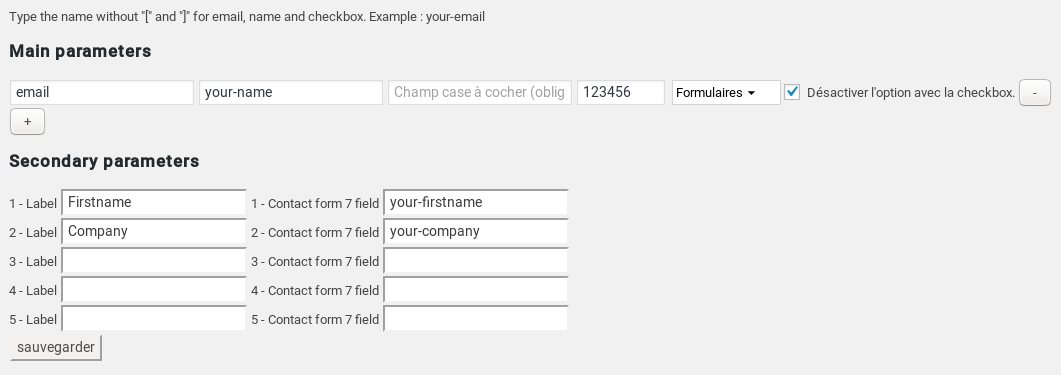 Type the name without "[" and "]" for email, name and checkbox. Example : your-email
Main parameters
email your-name Champ case à cocher (oblig 123456 Formulaires Désactiver l'option avec la checkbox. -
+
Secondary parameters
1 - Label Firstname 1 - Contact form 7 field your-firstname
2 - Label Company 2 - Contact form 7 field your-company
3 - Label 3 - Contact form 7 field
4 - Label 4 - Contact form 7 field
5 - Label 5 - Contact form 7 field
sauvegarder